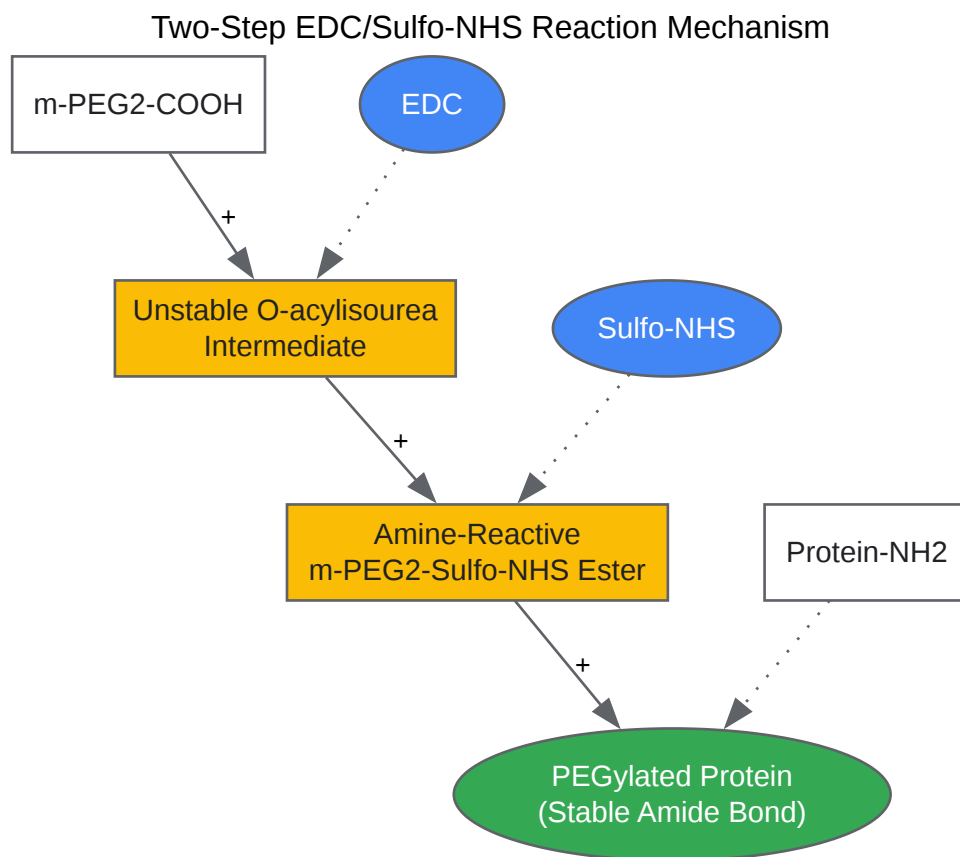 Two-Step EDC/Sulfo-NHS Reaction Mechanism
m-PEG2-COOH
EDC
+
Unstable O-acylisourea
Intermediate
Sulfo-NHS
+
Amine-Reactive
m-PEG2-Sulfo-NHS Ester
Protein-NH2
+
PEGylated Protein
(Stable Amide Bond)